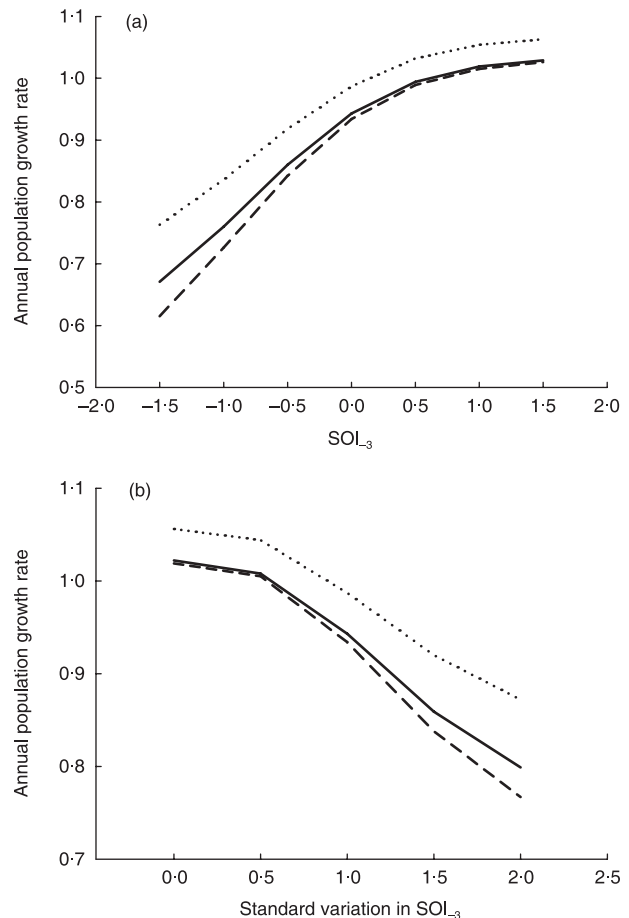 (a)
Annual population growth rate
1·1
1·0
0·9
0·8
0·7
0·6
0·5
–2·0 –1·5 –1·0 –0·5 0·0 0·5 1·0 1·5 2·0
SOI–3
(b)
Annual population growth rate
1·1
1·0
0·9
0·8
0·7
0·0 0·5 1·0 1·5 2·0 2·5
Standard variation in SOI–3